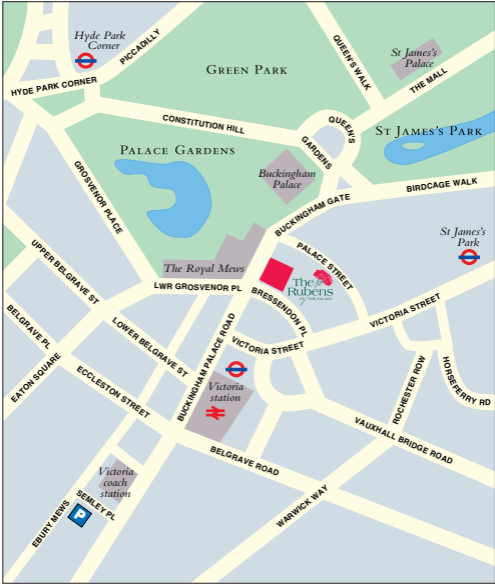 Hyde Park
Corner
PICCADILLY
HYDE PARK CORNER
GREEN PARK
QUEEN'S WALK
St James's
Palace
THE MALL
CONSTITUTION HILL
QUEEN'S
GARDENS
ST JAMES'S PARK
PALACE GARDENS
GROSVENOR PLACE
Buckingham
Palace
BIRDCAGE WALK
BUCKINGHAM GATE
St James's
Park
UPPER BELGRAVE ST
The Royal Mews
PALACE STREET
LWR GROSVENOR PL
The
Rubens
AT THE PALACE
BRESSENDON PL
VICTORIA STREET
BELGRAVE PL
LOWER BELGRAVE ST
BUCKINGHAM PALACE ROAD
VICTORIA STREET
EATON SQUARE
ECCLESTON STREET
Victoria
station
ROCHESTER ROW
HORSEFERRY RD
VAUXHALL BRIDGE ROAD
BELGRAVE ROAD
Victoria
coach
station
SEMLEY PL
WARWICK WAY
EBURY MEWS
P